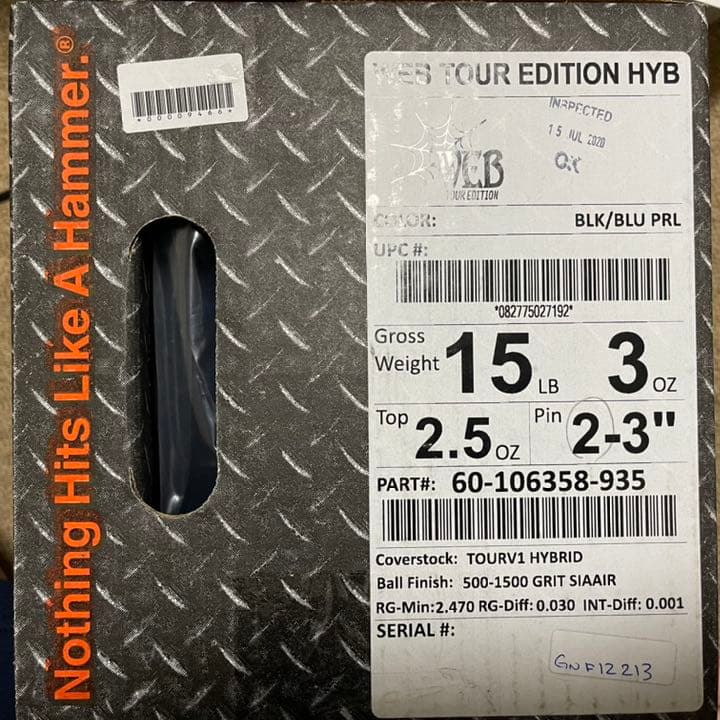 Nothing Hits Like A Hammer.®
*00009466*
WEB TOUR EDITION HYB
INSPECTED
15 JUL 2020
OK
WEB
TOUR EDITION
COLOR: BLK/BLU PRL
UPC #:
*082775027192*
Gross Weight 15 LB 3 OZ
Top 2.5 OZ Pin 2-3"
PART#: 60-106358-935
Coverstock: TOURV1 HYBRID
Ball Finish: 500-1500 GRIT SIAAIR
RG-Min:2.470 RG-Diff:0.030 INT-Diff: 0.001
SERIAL #:
GNF12213